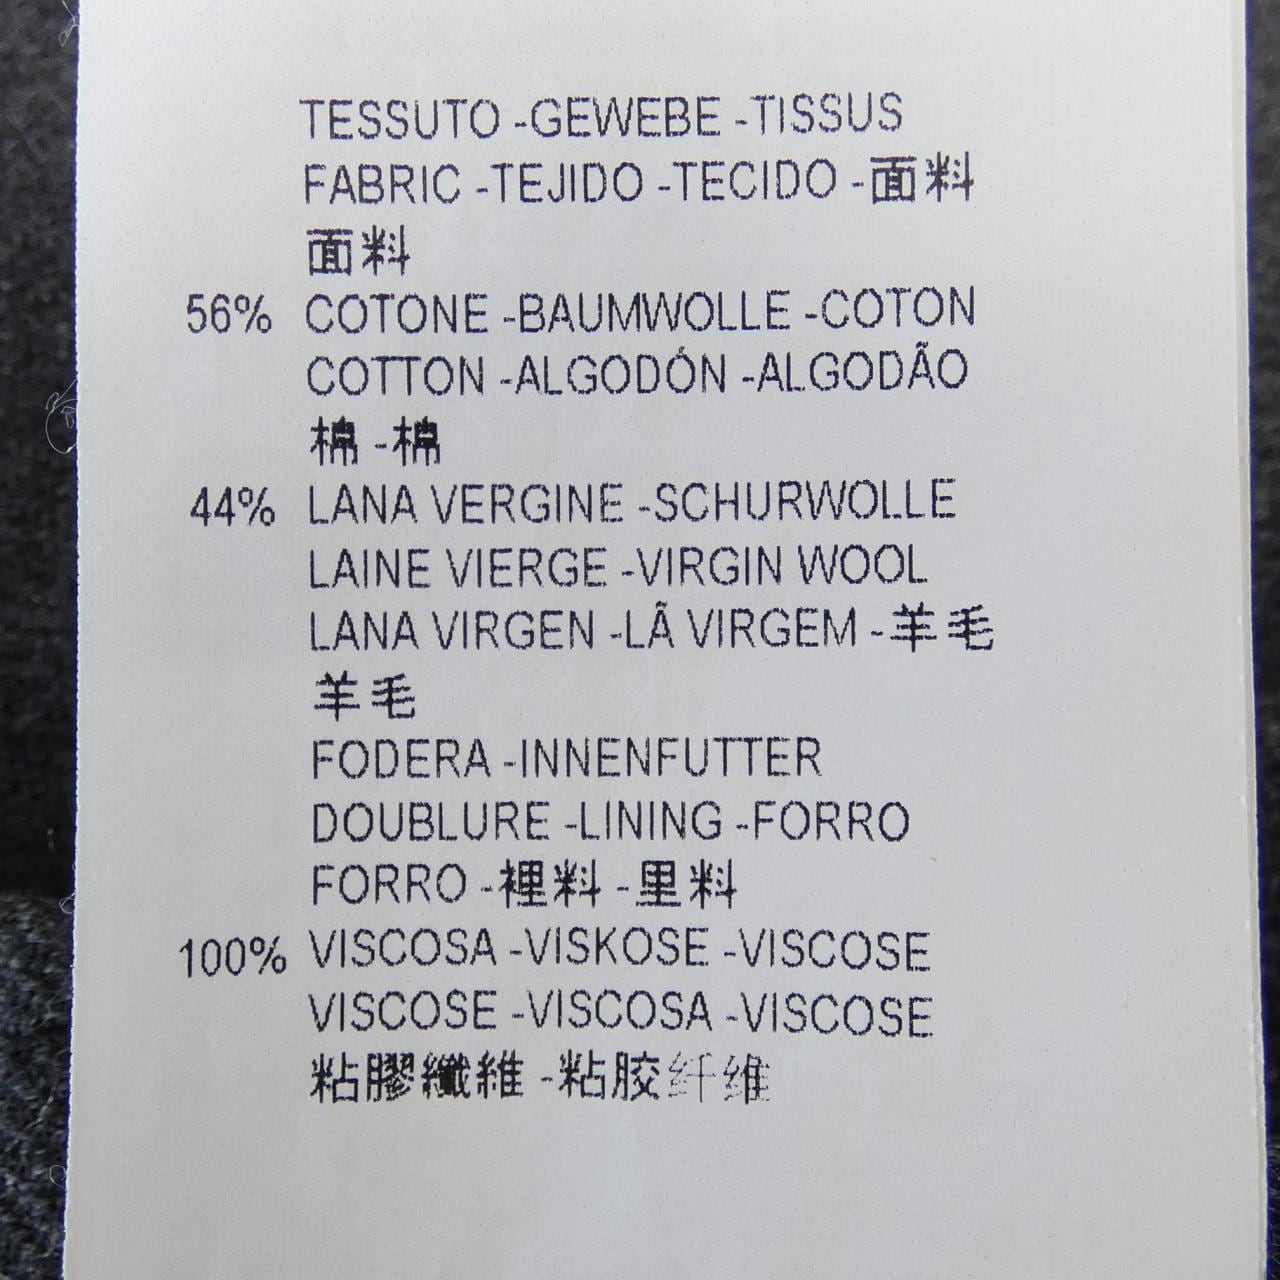 TESSUTO -GEWEBE -TISSUS
FABRIC -TEJIDO -TECIDO -面料
面料
56% COTONE -BAUMWOLLE -COTON
COTTON -ALGODÓN -ALGODÃO
棉 -棉
44% LANA VERGINE -SCHURWOLLE
LAINE VIERGE -VIRGIN WOOL
LANA VIRGEN -LÃ VIRGEM -羊毛
羊毛
FODERA -INNENFUTTER
DOUBLURE -LINING -FORRO
FORRO -裡料 -里料
100% VISCOSA -VISKOSE -VISCOSE
VISCOSE -VISCOSA -VISCOSE
粘膠纖維 -粘胶纤维